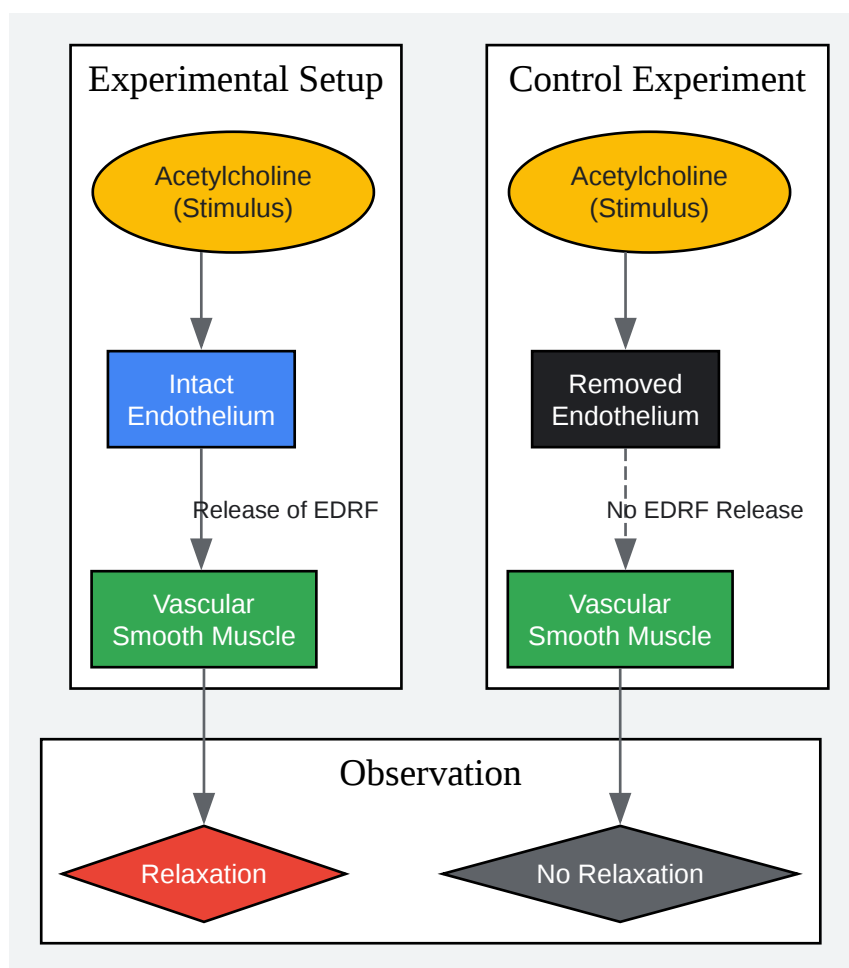 Experimental Setup
Acetylcholine
(Stimulus)
Intact
Endothelium
Release of EDRF
Vascular
Smooth Muscle
Control Experiment
Acetylcholine
(Stimulus)
Removed
Endothelium
No EDRF Release
Vascular
Smooth Muscle
Observation
Relaxation
No Relaxation